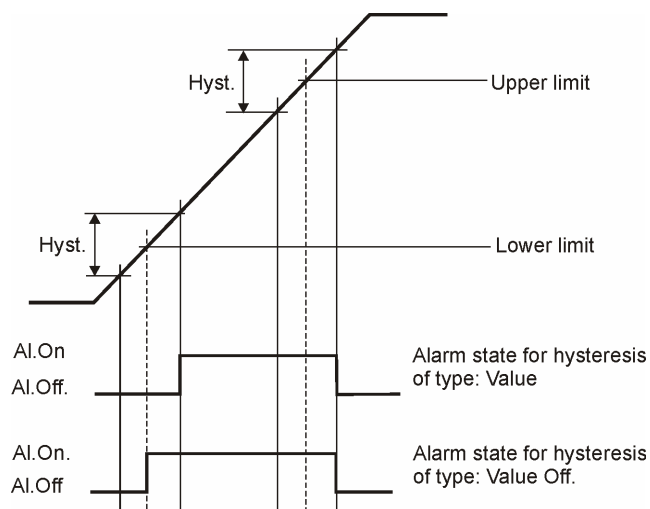 Hyst.
Upper limit
Hyst.
Lower limit
Al.On
Al.Off.
Alarm state for hysteresis
of type: Value
Al.On.
Al.Off
Alarm state for hysteresis
of type: Value Off.